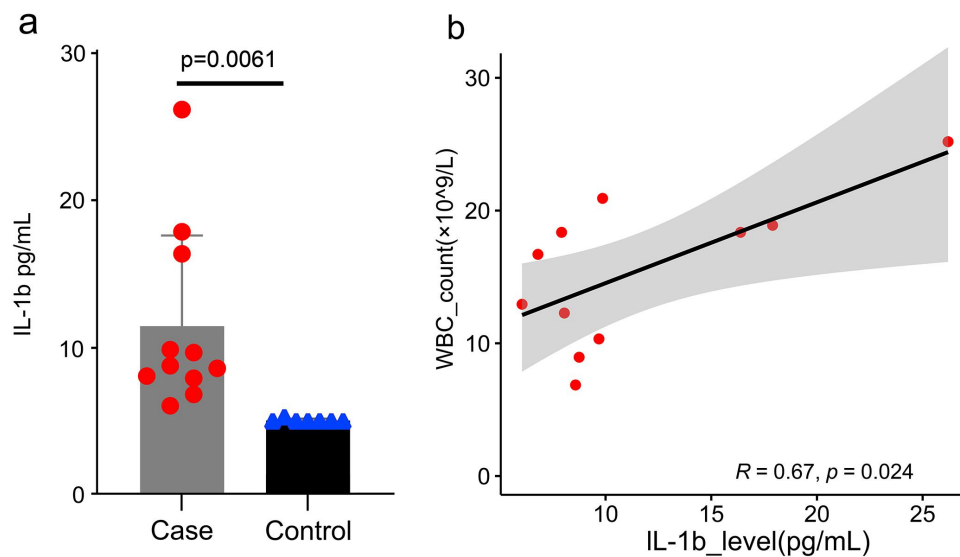 a
p=0.0061
30
20
10
0
IL-1b pg/mL
Case Control
b
30
20
10
0
WBC_count(×10^9/L)
R = 0.67, p = 0.024
10 15 20 25
IL-1b_level(pg/mL)